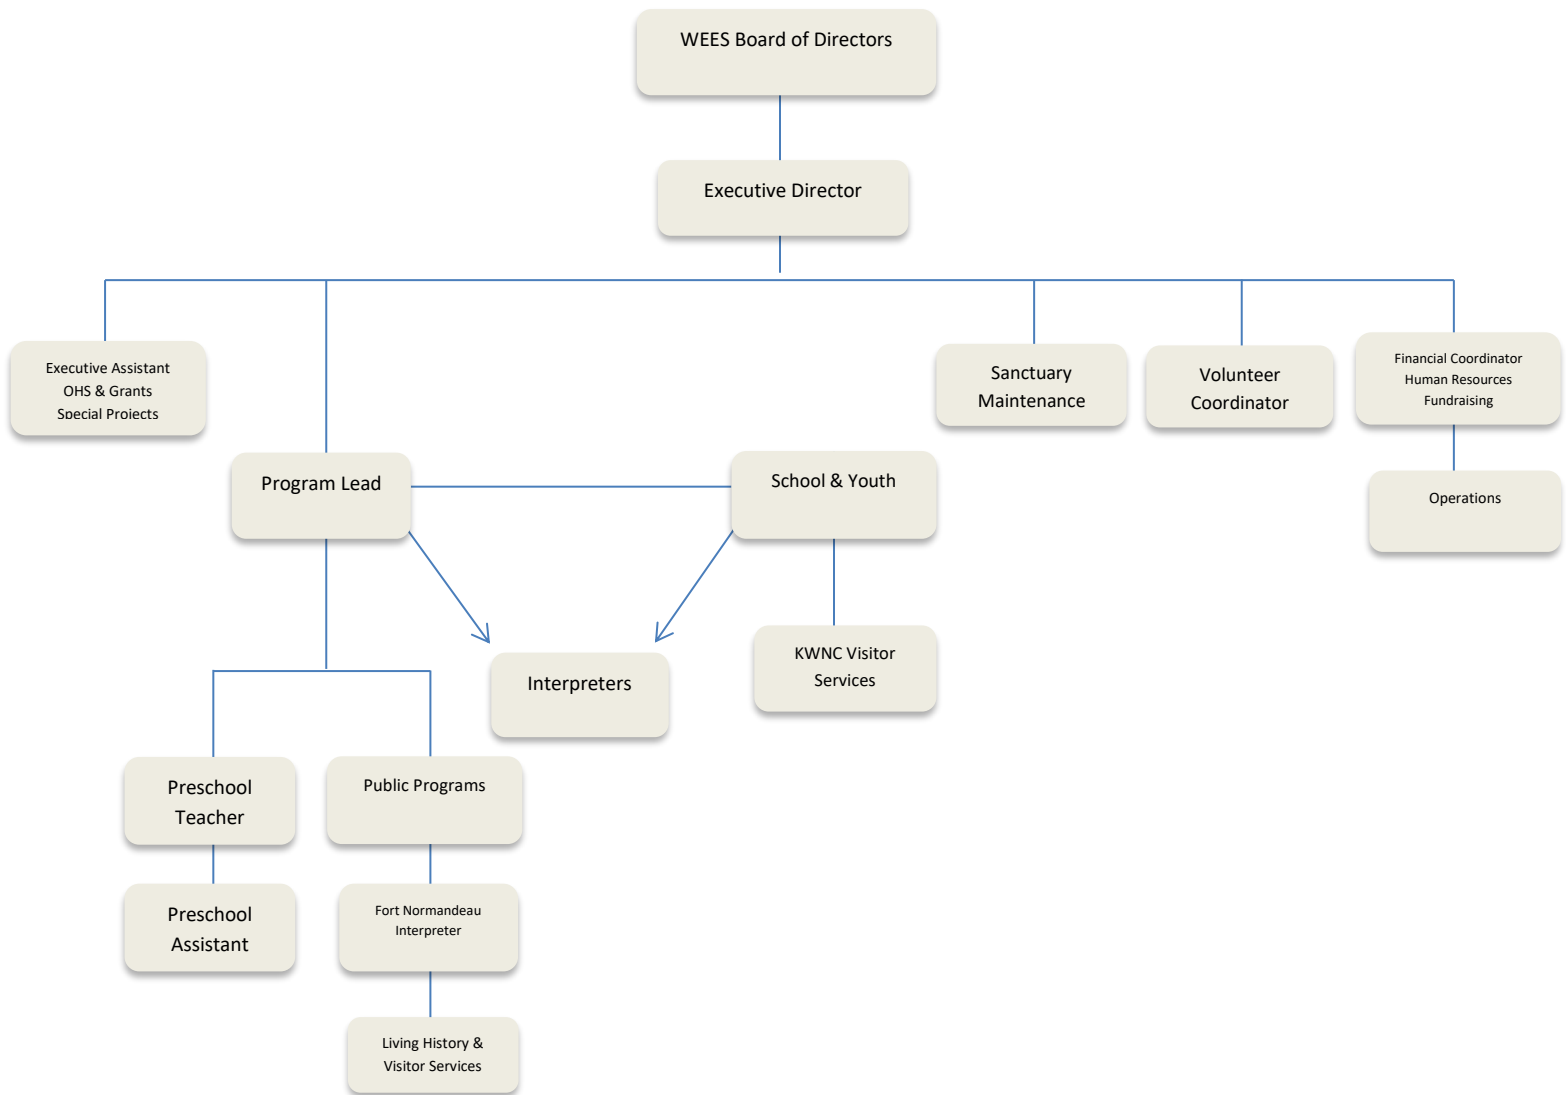 WEES Board of Directors
Executive Director
Executive Assistant
OHS & Grants
Special Projects
Sanctuary
Maintenance
Volunteer
Coordinator
Financial Coordinator
Human Resources
Fundraising
Program Lead
School & Youth
Operations
Interpreters
KWNC Visitor
Services
Preschool
Teacher
Public Programs
Preschool
Assistant
Fort Normandeau
Interpreter
Living History &
Visitor Services